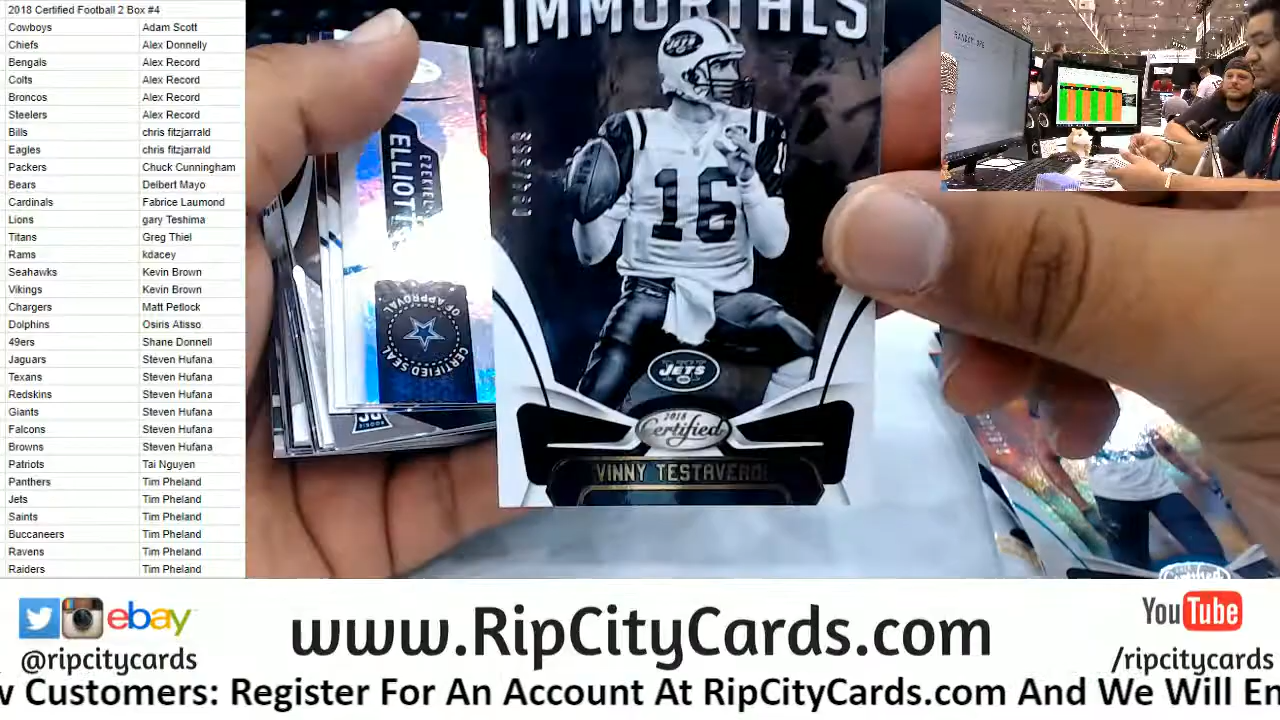 2018 Certified Football 2 Box #4
Cowboys Adam Scott
Chiefs Alex Donnelly
Bengals Alex Record
Colts Alex Record
Broncos Alex Record
Steelers Alex Record
Bills chris fitzjarrald
Eagles chris fitzjarrald
Packers Chuck Cunningham
Bears Delbert Mayo
Cardinals Fabrice Laumond
Lions gary Teshima
Titans Greg Thiel
Rams kdacey
Seahawks Kevin Brown
Vikings Kevin Brown
Chargers Matt Petlock
Dolphins Osiris Atisso
49ers Shane Donnell
Jaguars Steven Hufana
Texans Steven Hufana
Redskins Steven Hufana
Giants Steven Hufana
Falcons Steven Hufana
Browns Steven Hufana
Patriots Tai Nguyen
Panthers Tim Pheland
Jets Tim Pheland
Saints Tim Pheland
Buccaneers Tim Pheland
Ravens Tim Pheland
Raiders Tim Pheland
IMMORTALS
JETS
16
JETS
2018
Certified
VINNY TESTAVERDE
EZEKIEL
ELLIOTT
CERTIFIED SEAL
OF APPROVAL
ebay
@ripcitycards
www.RipCityCards.com
YouTube
/ripcitycards
w Customers: Register For An Account At RipCityCards.com And We Will En